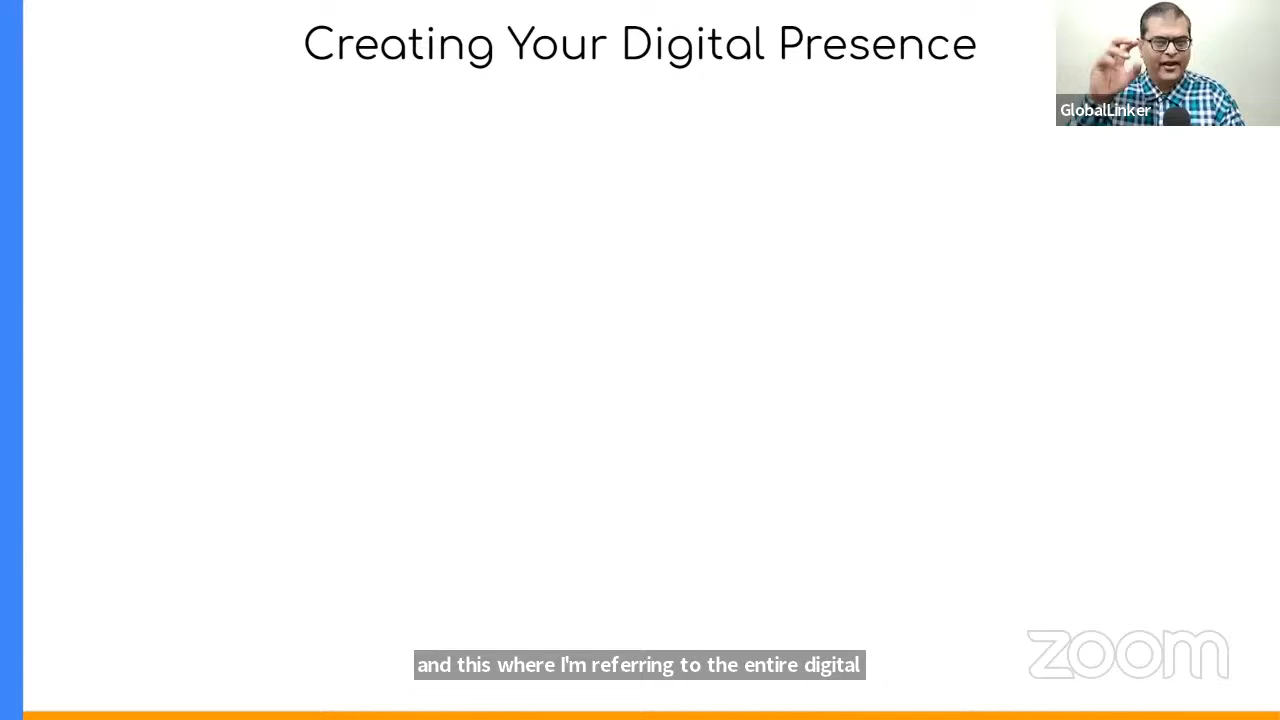 Creating Your Digital Presence
GlobalLinker
and this where I'm referring to the entire digital
zoom